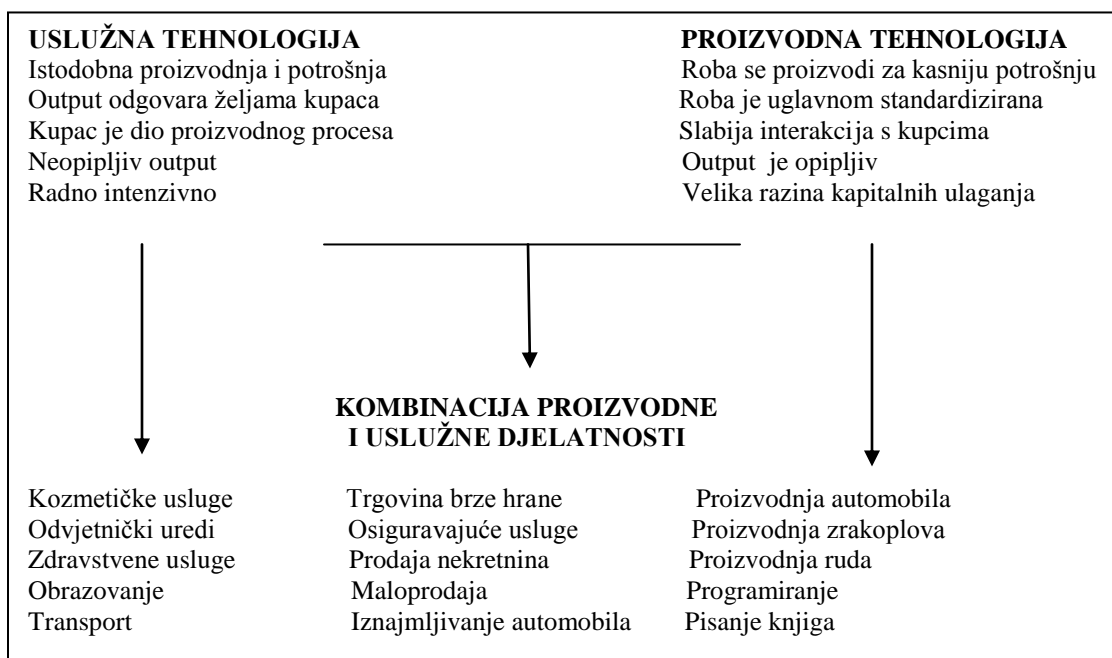 USLUŽNA TEHNOLOGIJA
Istodobna proizvodnja i potrošnja
Output odgovara željama kupaca
Kupac je dio proizvodnog procesa
Neopipljiv output
Radno intenzivno
PROIZVODNA TEHNOLOGIJA
Roba se proizvodi za kasniju potrošnju
Roba je uglavnom standardizirana
Slabija interakcija s kupcima
Output je opipljiv
Velika razina kapitalnih ulaganja
KOMBINACIJA PROIZVODNE
I USLUŽNE DJELATNOSTI
Kozmetičke usluge
Odvjetnički uredi
Zdravstvene usluge
Obrazovanje
Transport
Trgovina brze hrane
Osiguravajuće usluge
Prodaja nekretnina
Maloprodaja
Iznajmljivanje automobila
Proizvodnja automobila
Proizvodnja zrakoplova
Proizvodnja ruda
Programiranje
Pisanje knjiga